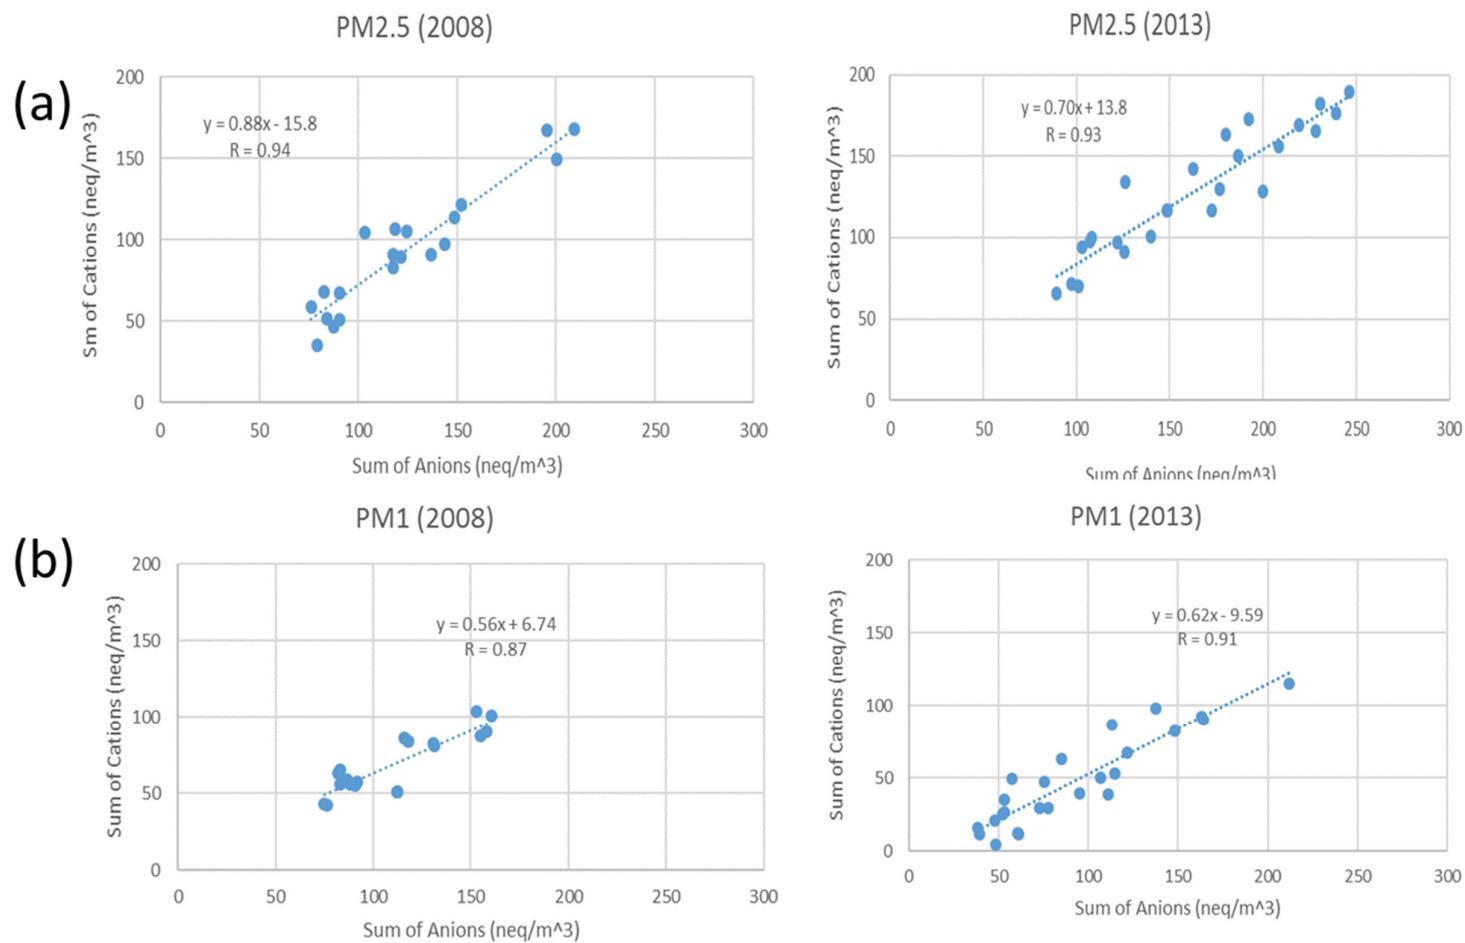 PM2.5 (2008)
(a)
y = 0.88x - 15.8
R = 0.94
Sm of Cations (neq/m^3)
200
150
100
50
0
0 50 100 150 200 250 300
Sum of Anions (neq/m^3)
PM2.5 (2013)
y = 0.70x + 13.8
R = 0.93
Sum of Cations (neq/m^3)
200
150
100
50
0
0 50 100 150 200 250 300
Sum of Anions (neq/m^3)
PM1 (2008)
(b)
y = 0.56x + 6.74
R = 0.87
Sum of Cations (neq/m^3)
200
150
100
50
0
0 50 100 150 200 250 300
Sum of Anions (neq/m^3)
PM1 (2013)
y = 0.62x - 9.59
R = 0.91
Sum of Cations (neq/m^3)
200
150
100
50
0
0 50 100 150 200 250 300
Sum of Anions (neq/m^3)